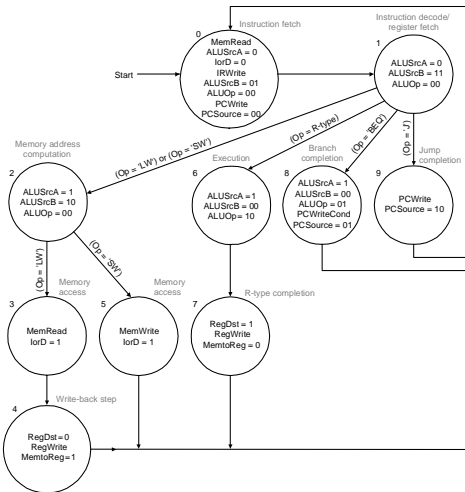 Instruction fetch
0
MemRead
ALUSrcA = 0
IorD = 0
IRWrite
ALUSrcB = 01
ALUOp = 00
PCWrite
PCSource = 00
Start
Instruction decode/
register fetch
1
ALUSrcA = 0
ALUSrcB = 11
ALUOp = 00
(Op = 'LW') or (Op = 'SW')
(Op = R-type)
(Op = 'BEQ')
(Op = 'J')
Memory address
computation
2
ALUSrcA = 1
ALUSrcB = 10
ALUOp = 00
Execution
6
ALUSrcA =1
ALUSrcB = 00
ALUOp= 10
Branch
completion
8
ALUSrcA = 1
ALUSrcB = 00
ALUOp = 01
PCWriteCond
PCSource = 01
Jump
completion
9
PCWrite
PCSource = 10
(Op = 'LW')
(Op = 'SW')
Memory
access
3
MemRead
IorD = 1
Memory
access
5
MemWrite
IorD = 1
R-type completion
7
RegDst = 1
RegWrite
MemtoReg = 0
Write-back step
4
RegDst=0
RegWrite
MemtoReg=1